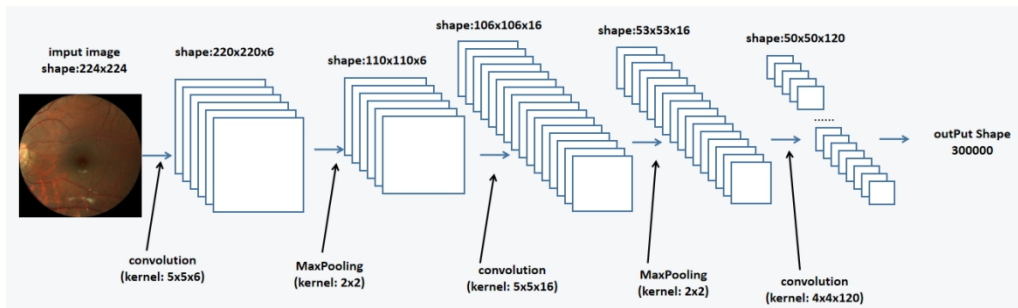 imput image
shape:224x224
shape:220x220x6
shape:110x110x6
shape:106x106x16
shape:53x53x16
shape:50x50x120
......
outPut Shape
300000
convolution
(kernel: 5x5x6)
MaxPooling
(kernel: 2x2)
convolution
(kernel: 5x5x16)
MaxPooling
(kernel: 2x2)
convolution
(kernel: 4x4x120)